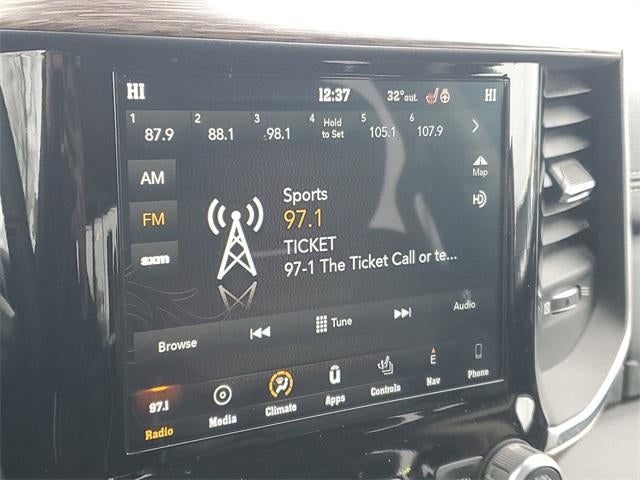 HI 12:37 32° out. HI
1 87.9 2 88.1 3 98.1 4 Hold to Set 5 105.1 6 107.9
AM
Map
FM
HD
sxm
Sports
97.1
TICKET
97-1 The Ticket Call or te...
Browse Tune Audio
97.1
Radio Media Climate Apps Controls E Nav Phone